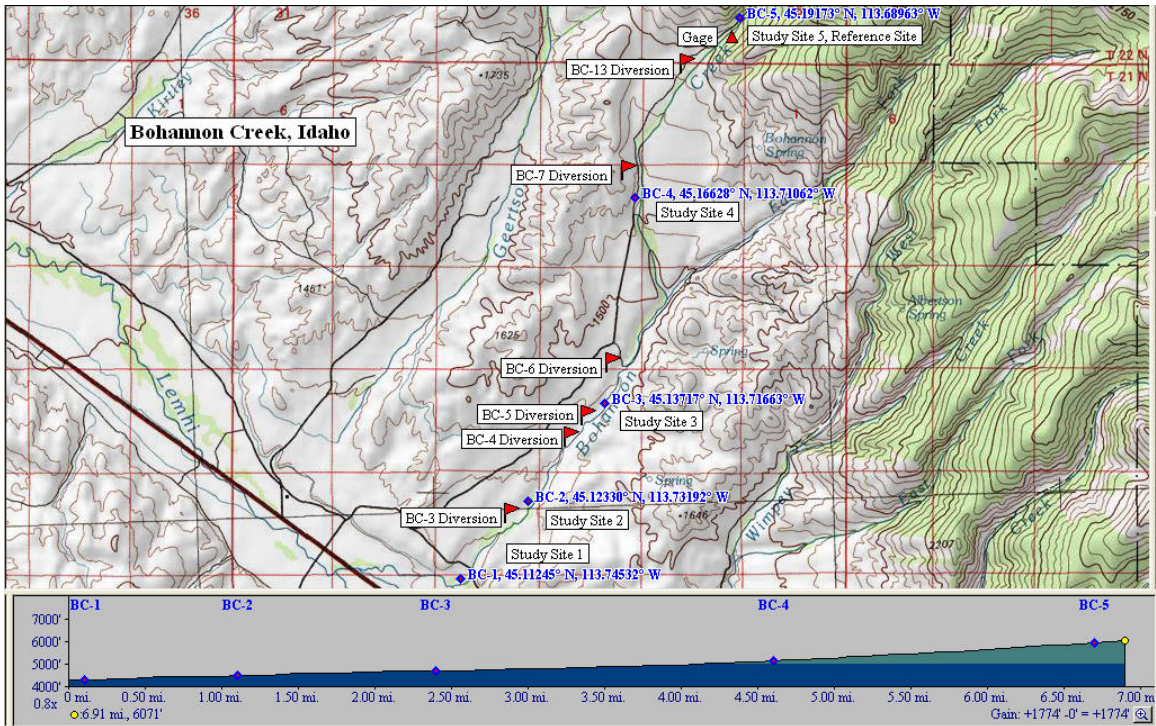 36
31
BC-5, 45.19173° N, 113.68963° W
2750
Gage
Study Site 5, Reference Site
Creek
T 22 N
T 21 N
BC-13 Diversion
1735
Kirtley
6
1
6
Fork
Fork
Bohannon Creek, Idaho
Bohannon
Spring
BC-7 Diversion
BC-4, 45.16628° N, 113.71062° W
Study Site 4
Geertson
West
1451
1500
Albertson
Spring
1625
Creek
Fork
Spring
BC-6 Diversion
Lemhi
BC-3, 45.13717° N, 113.71663° W
BC-5 Diversion
Study Site 3
BC-4 Diversion
Bohannon
Spring
BC-2, 45.12330° N, 113.73192° W
BC-3 Diversion
Study Site 2
1646
Wimpey
East
Creek
2207
Study Site 1
BC-1, 45.11245° N, 113.74532° W
BC-1
BC-2
BC-3
BC-4
BC-5
7000'
6000'
5000'
4000'
0 mi.
0.50 mi.
1.00 mi.
1.50 mi.
2.00 mi.
2.50 mi.
3.00 mi.
3.50 mi.
4.00 mi.
4.50 mi.
5.00 mi.
5.50 mi.
6.00 mi.
6.50 mi.
7.00 m
0.8x
:6.91 mi., 6071'
Gain: +1774' -0' = +1774'